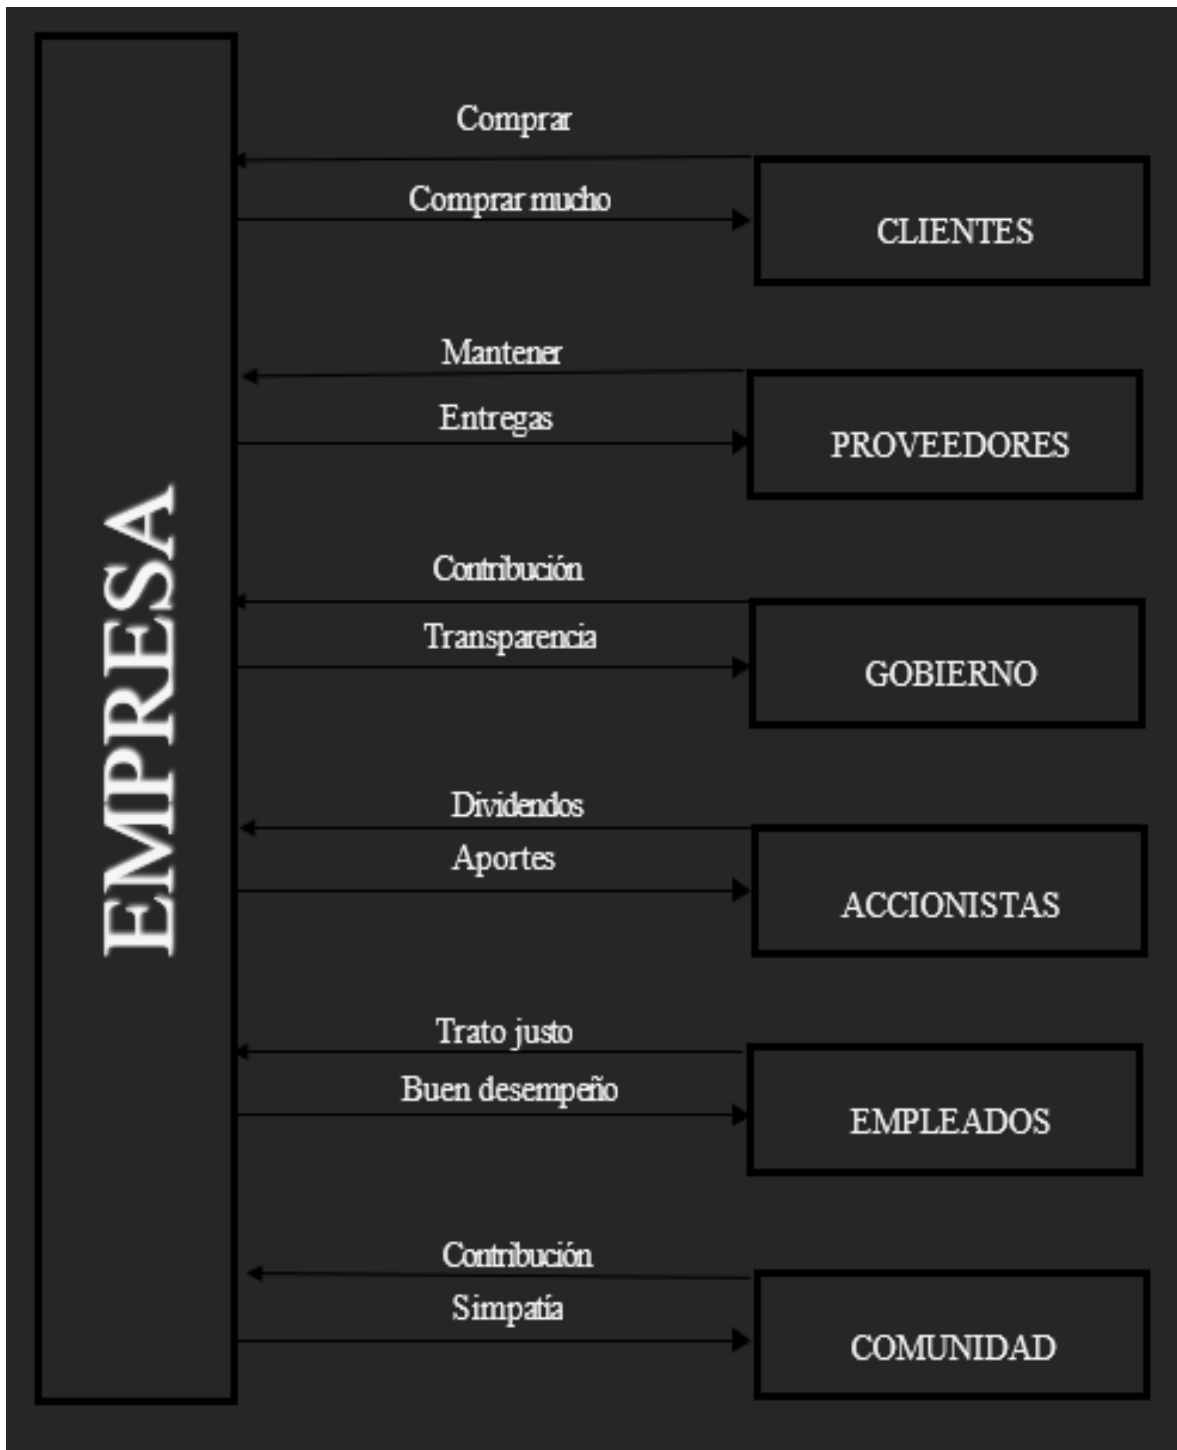 EMPRESA
Comprar
Comprar mucho
CLIENTES
Mantener
Entregas
PROVEEDORES
Contribución
Transparencia
GOBIERNO
Dividendos
Aportes
ACCIONISTAS
Trato justo
Buen desempeño
EMPLEADOS
Contribución
Simpatía
COMUNIDAD